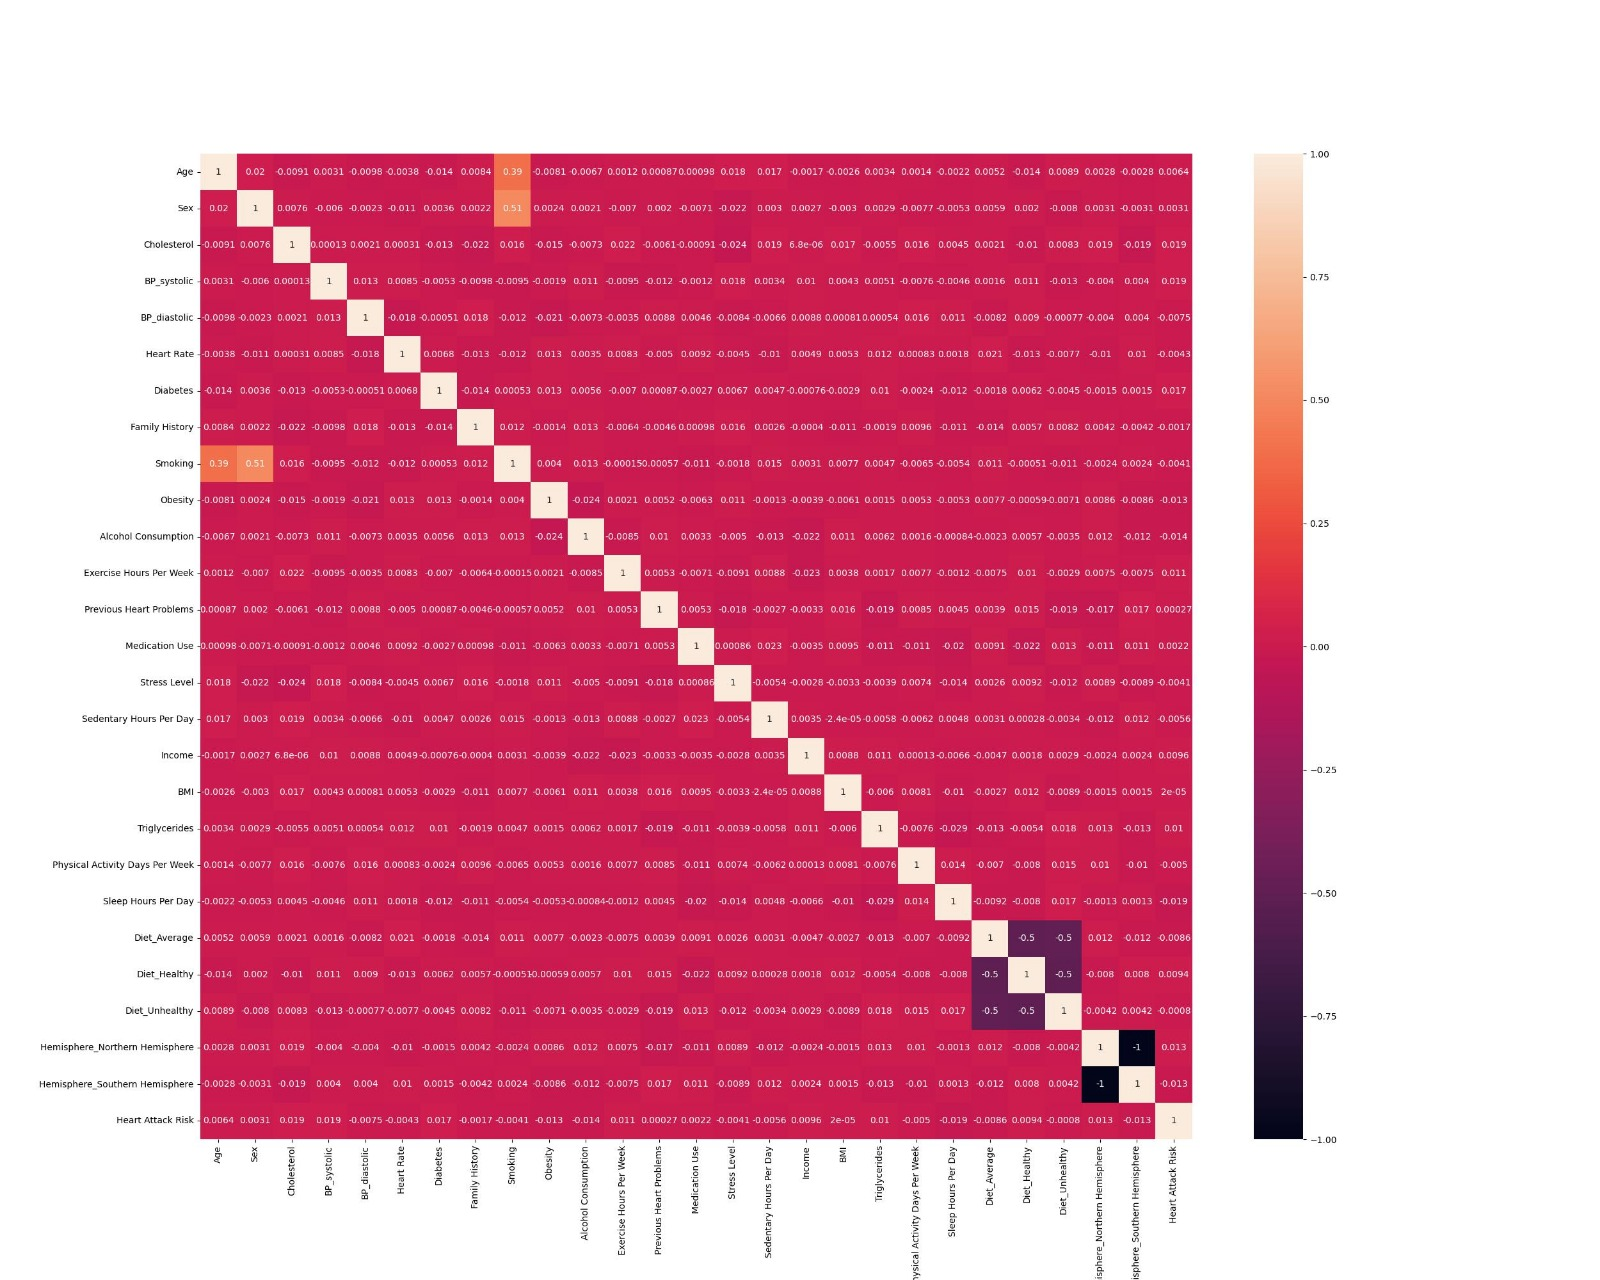 Age 1 0.02 -0.0091 0.0031 -0.0098 -0.0038 -0.014 0.0084 0.39 -0.0081 -0.0067 0.0012 0.00087 0.00098 0.018 0.017 -0.0017 -0.0026 0.0034 0.0014 -0.0022 0.0052 -0.014 0.0089 0.0028 -0.0028 0.0064
Sex 0.02 1 0.0076 -0.006 -0.0023 -0.011 0.0036 0.0022 0.51 0.0024 0.0021 -0.007 0.002 -0.0071 -0.022 0.003 0.0027 -0.003 0.0029 -0.0077 -0.0053 0.0059 0.002 -0.008 0.0031 -0.0031 0.0031
Cholesterol -0.0091 0.0076 1 0.00013 0.0021 0.00031 -0.013 -0.022 0.016 -0.015 -0.0073 0.022 -0.0061 -0.00091 -0.024 0.019 6.8e-06 0.017 -0.0055 0.016 0.0045 0.0021 -0.01 0.0083 0.019 -0.019 0.019
BP_systolic 0.0031 -0.006 0.00013 1 0.013 0.0085 -0.0053 -0.0098 -0.0095 -0.0019 0.011 -0.0095 -0.012 -0.0012 0.018 0.0034 0.01 0.0043 0.0051 -0.0076 -0.0046 0.0016 0.011 -0.013 -0.004 0.004 0.019
BP_diastolic -0.0098 -0.0023 0.0021 0.013 1 -0.018 -0.00051 0.018 -0.012 -0.021 -0.0073 -0.0035 0.0088 0.0046 -0.0084 -0.0066 0.0088 0.00081 0.00054 0.016 0.011 -0.0082 0.009 -0.00077 -0.004 0.004 -0.0075
Heart Rate -0.0038 -0.011 0.00031 0.0085 -0.018 1 0.0068 -0.013 -0.012 0.013 0.0035 0.0083 -0.005 0.0092 -0.0045 -0.01 0.0049 0.0053 0.012 0.00083 0.0018 0.021 -0.013 -0.0077 -0.01 0.01 -0.0043
Diabetes -0.014 0.0036 -0.013 -0.0053 -0.00051 0.0068 1 -0.014 0.00053 0.013 0.0056 -0.007 0.00087 -0.0027 0.0067 0.0047 -0.00076 -0.0029 0.01 -0.0024 -0.012 -0.0018 0.0062 -0.0045 -0.0015 0.0015 0.017
Family History 0.0084 0.0022 -0.022 -0.0098 0.018 -0.013 -0.014 1 0.012 -0.0014 0.013 -0.0064 -0.0046 0.00098 0.016 0.0026 -0.0004 -0.011 -0.0019 0.0096 -0.011 -0.014 0.0057 0.0082 0.0042 -0.0042 -0.0017
Smoking 0.39 0.51 0.016 -0.0095 -0.012 -0.012 0.00053 0.012 1 0.004 0.013 -0.00015 -0.00057 -0.011 -0.0018 0.015 0.0031 0.0077 0.0047 -0.0065 -0.0054 0.011 -0.00051 -0.011 -0.0024 0.0024 -0.0041
Obesity -0.0081 0.0024 -0.015 -0.0019 -0.021 0.013 0.013 -0.0014 0.004 1 -0.024 0.0021 0.0052 -0.0063 0.011 -0.0013 -0.0039 -0.0061 0.0015 0.0053 -0.0053 0.0077 -0.00059 -0.0071 0.0086 -0.0086 -0.013
Alcohol Consumption -0.0067 0.0021 -0.0073 0.011 -0.0073 0.0035 0.0056 0.013 0.013 -0.024 1 -0.0085 0.01 0.0033 -0.005 -0.013 -0.022 0.011 0.0062 0.0016 -0.00084 -0.0023 0.0057 -0.0035 0.012 -0.012 -0.014
Exercise Hours Per Week 0.0012 -0.007 0.022 -0.0095 -0.0035 0.0083 -0.007 -0.0064 -0.00015 0.0021 -0.0085 1 0.0053 -0.0071 -0.0091 0.0088 -0.023 0.0038 0.0017 0.0077 -0.0012 -0.0075 0.01 -0.0029 0.0075 -0.0075 0.011
Previous Heart Problems 0.00087 0.002 -0.0061 -0.012 0.0088 -0.005 0.00087 -0.0046 -0.00057 0.0052 0.01 0.0053 1 0.0053 -0.018 -0.0027 -0.0033 0.016 -0.019 0.0085 0.0045 0.0039 0.015 -0.019 -0.017 0.017 0.00027
Medication Use 0.00098 -0.0071 -0.00091 -0.0012 0.0046 0.0092 -0.0027 0.00098 -0.011 -0.0063 0.0033 -0.0071 0.0053 1 0.00086 0.023 -0.0035 0.0095 -0.011 -0.011 -0.02 0.0091 -0.022 0.013 -0.011 0.011 0.0022
Stress Level 0.018 -0.022 -0.024 0.018 -0.0084 -0.0045 0.0067 0.016 -0.0018 0.011 -0.005 -0.0091 -0.018 0.00086 1 -0.0054 -0.0028 -0.0033 -0.0039 0.0074 -0.014 0.0026 0.0092 -0.012 0.0089 -0.0089 -0.0041
Sedentary Hours Per Day 0.017 0.003 0.019 0.0034 -0.0066 -0.01 0.0047 0.0026 0.015 -0.0013 -0.013 0.0088 -0.0027 0.023 -0.0054 1 0.0035 -2.4e-05 -0.0058 -0.0062 0.0048 0.0031 0.00028 -0.0034 -0.012 0.012 -0.0056
Income -0.0017 0.0027 6.8e-06 0.01 0.0088 0.0049 -0.00076 -0.0004 0.0031 -0.0039 -0.022 -0.023 -0.0033 -0.0035 -0.0028 0.0035 1 0.0088 0.011 0.00013 -0.0066 -0.0047 0.0018 0.0029 -0.0024 0.0024 0.0096
BMI -0.0026 -0.003 0.017 0.0043 0.00081 0.0053 -0.0029 -0.011 0.0077 -0.0061 0.011 0.0038 0.016 0.0095 -0.0033 -2.4e-05 0.0088 1 -0.006 0.0081 -0.01 -0.0027 0.012 -0.0089 -0.0015 0.0015 2e-05
Triglycerides 0.0034 0.0029 -0.0055 0.0051 0.00054 0.012 0.01 -0.0019 0.0047 0.0015 0.0062 0.0017 -0.019 -0.011 -0.0039 -0.0058 0.011 -0.006 1 -0.0076 -0.029 -0.013 -0.0054 0.018 0.013 -0.013 0.01
Physical Activity Days Per Week 0.0014 -0.0077 0.016 -0.0076 0.016 0.00083 -0.0024 0.0096 -0.0065 0.0053 0.0016 0.0077 0.0085 -0.011 0.0074 -0.0062 0.00013 0.0081 -0.0076 1 0.014 -0.007 -0.008 0.015 0.01 -0.01 -0.005
Sleep Hours Per Day -0.0022 -0.0053 0.0045 -0.0046 0.011 0.0018 -0.012 -0.011 -0.0054 -0.0053 -0.00084 -0.0012 0.0045 -0.02 -0.014 0.0048 -0.0066 -0.01 -0.029 0.014 1 -0.0092 -0.008 0.017 -0.0013 0.0013 -0.019
Diet_Average 0.0052 0.0059 0.0021 0.0016 -0.0082 0.021 -0.0018 -0.014 0.011 0.0077 -0.0023 -0.0075 0.0039 0.0091 0.0026 0.0031 -0.0047 -0.0027 -0.013 -0.007 -0.0092 1 -0.5 -0.5 0.012 -0.012 -0.0086
Diet_Healthy -0.014 0.002 -0.01 0.011 0.009 -0.013 0.0062 0.0057 -0.00051 -0.00059 0.0057 0.01 0.015 -0.022 0.0092 0.00028 0.0018 0.012 -0.0054 -0.008 -0.008 -0.5 1 -0.5 -0.008 0.008 0.0094
Diet_Unhealthy 0.0089 -0.008 0.0083 -0.013 -0.00077 -0.0077 -0.0045 0.0082 -0.011 -0.0071 -0.0035 -0.0029 -0.019 0.013 -0.012 -0.0034 0.0029 -0.0089 0.018 0.015 0.017 -0.5 -0.5 1 -0.0042 0.0042 -0.0008
Hemisphere_Northern Hemisphere 0.0028 0.0031 0.019 -0.004 -0.004 -0.01 -0.0015 0.0042 -0.0024 0.0086 0.012 0.0075 -0.017 -0.011 0.0089 -0.012 -0.0024 -0.0015 0.013 0.01 -0.0013 0.012 -0.008 -0.0042 1 -1 0.013
Hemisphere_Southern Hemisphere -0.0028 -0.0031 -0.019 0.004 0.004 0.01 0.0015 -0.0042 0.0024 -0.0086 -0.012 -0.0075 0.017 0.011 -0.0089 0.012 0.0024 0.0015 -0.013 -0.01 0.0013 -0.012 0.008 0.0042 -1 1 -0.013
Heart Attack Risk 0.0064 0.0031 0.019 0.019 -0.0075 -0.0043 0.017 -0.0017 -0.0041 -0.013 -0.014 0.011 0.00027 0.0022 -0.0041 -0.0056 0.0096 2e-05 0.01 -0.005 -0.019 -0.0086 0.0094 -0.0008 0.013 -0.013 1
Age
Sex
Cholesterol
BP_systolic
BP_diastolic
Heart Rate
Diabetes
Family History
Smoking
Obesity
Alcohol Consumption
Exercise Hours Per Week
Previous Heart Problems
Medication Use
Stress Level
Sedentary Hours Per Day
Income
BMI
Triglycerides
hysical Activity Days Per Week
Sleep Hours Per Day
Diet_Average
Diet_Healthy
Diet_Unhealthy
isphere_Northern Hemisphere
isphere_Southern Hemisphere
Heart Attack Risk
1.00
0.75
0.50
0.25
0.00
−0.25
−0.50
−0.75
−1.00